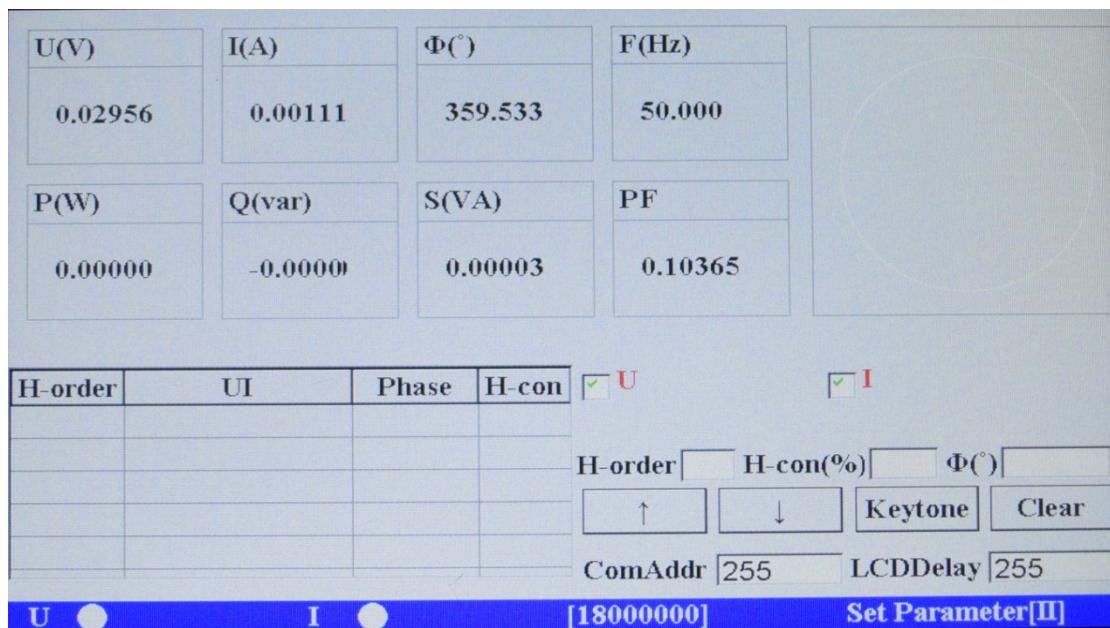 U(V) I(A) Φ(°) F(Hz)
0.02956 0.00111 359.533 50.000
P(W) Q(var) S(VA) PF
0.00000 -0.0000 0.00003 0.10365
H-order UI Phase H-con U I
H-order H-con(%) Φ(°)
↑ ↓ Keytone Clear
ComAddr 255 LCDDelay 255
U I [18000000] Set Parameter[II]